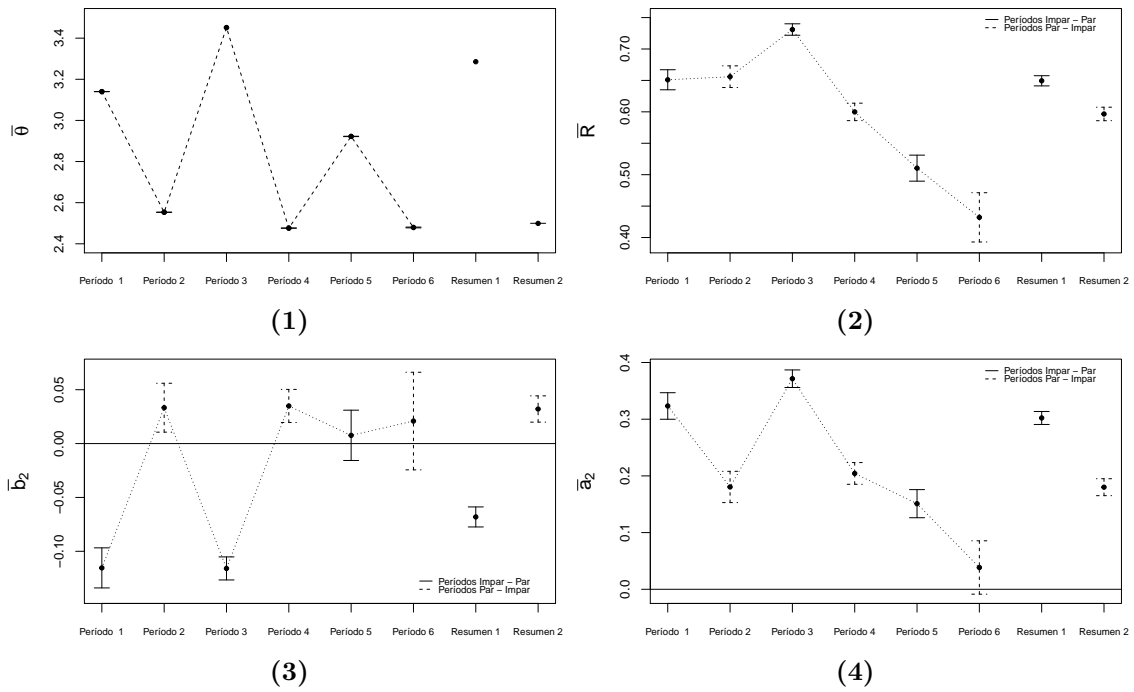 θ̅
3.4
3.2
3.0
2.8
2.6
2.4
Período 1
Período 2
Período 3
Período 4
Período 5
Período 6
Resumen 1
Resumen 2
(1)
R̅
0.70
0.60
0.50
0.40
Períodos Impar – Par
Períodos Par – Impar
Período 1
Período 2
Período 3
Período 4
Período 5
Período 6
Resumen 1
Resumen 2
(2)
b̅₂
0.05
0.00
−0.05
−0.10
Períodos Impar – Par
Períodos Par – Impar
Período 1
Período 2
Período 3
Período 4
Período 5
Período 6
Resumen 1
Resumen 2
(3)
a̅₂
0.4
0.3
0.2
0.1
0.0
Períodos Impar – Par
Períodos Par – Impar
Período 1
Período 2
Período 3
Período 4
Período 5
Período 6
Resumen 1
Resumen 2
(4)